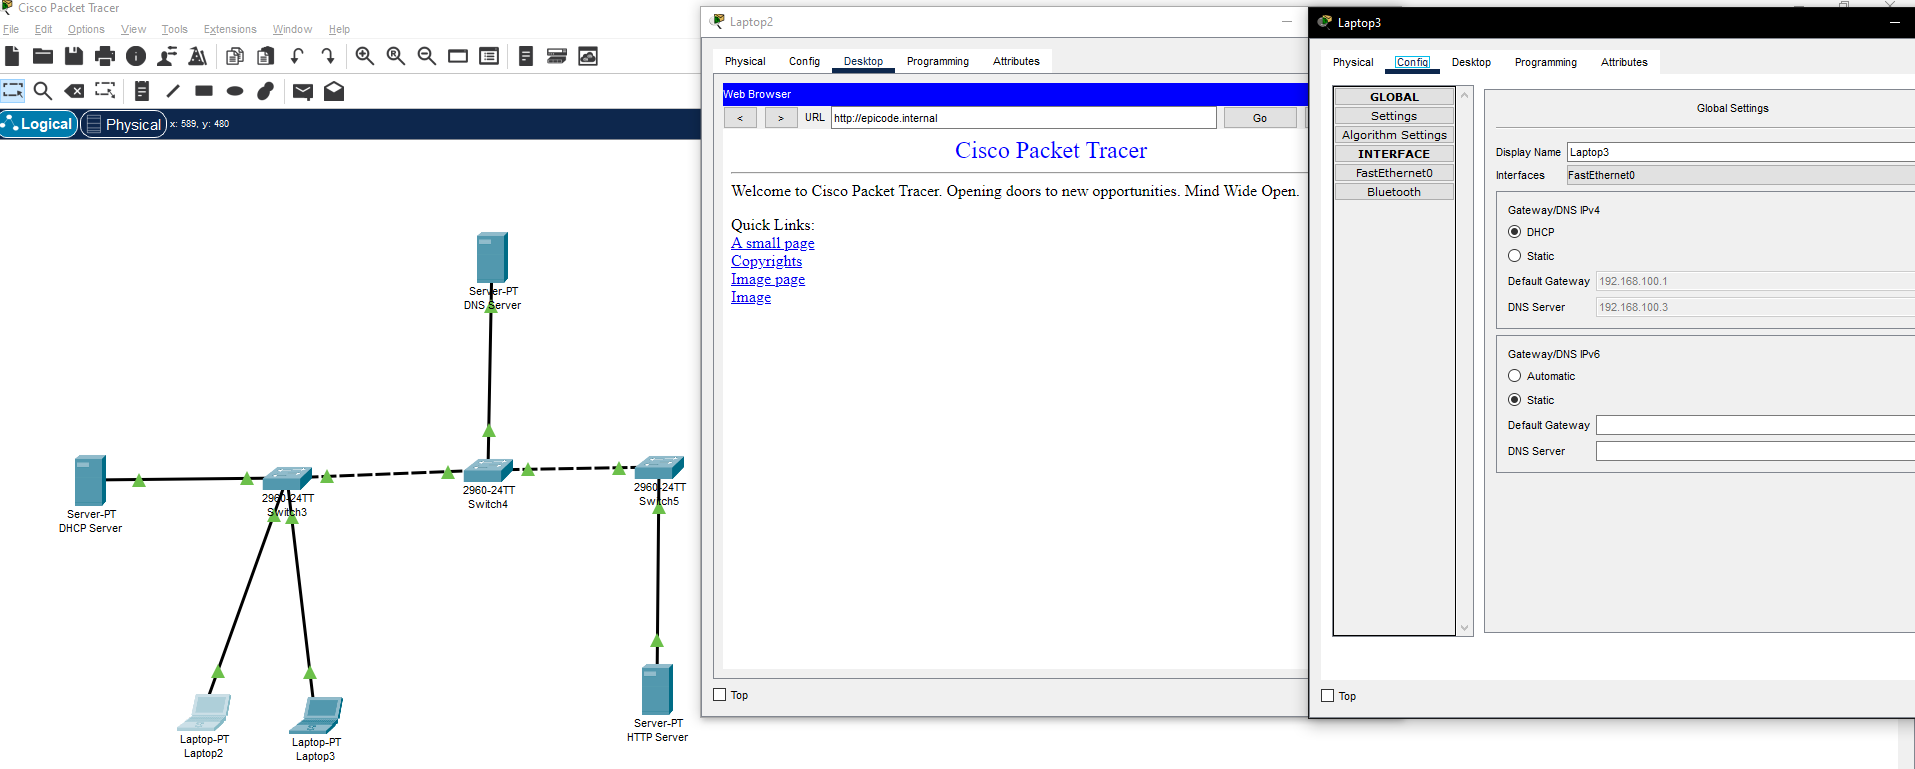 Cisco Packet Tracer
File Edit Options View Tools Extensions Window Help
Logical Physical x: 589, y: 480
Server-PT
DNS Server
Server-PT
DHCP Server
2960-24TT
Switch3
2960-24TT
Switch4
2960-24TT
Switch5
Laptop-PT
Laptop2
Laptop-PT
Laptop3
Server-PT
HTTP Server
Laptop2
Physical Config Desktop Programming Attributes
Web Browser
< > URL http://epicode.internal Go
Cisco Packet Tracer
Welcome to Cisco Packet Tracer. Opening doors to new opportunities. Mind Wide Open.
Quick Links:
A small page
Copyrights
Image page
Image
Top
Laptop3
Physical Config Desktop Programming Attributes
GLOBAL
Settings
Algorithm Settings
INTERFACE
FastEthernet0
Bluetooth
Global Settings
Display Name Laptop3
Interfaces FastEthernet0
Gateway/DNS IPv4
DHCP
Static
Default Gateway 192.168.100.1
DNS Server 192.168.100.3
Gateway/DNS IPv6
Automatic
Static
Default Gateway
DNS Server
Top